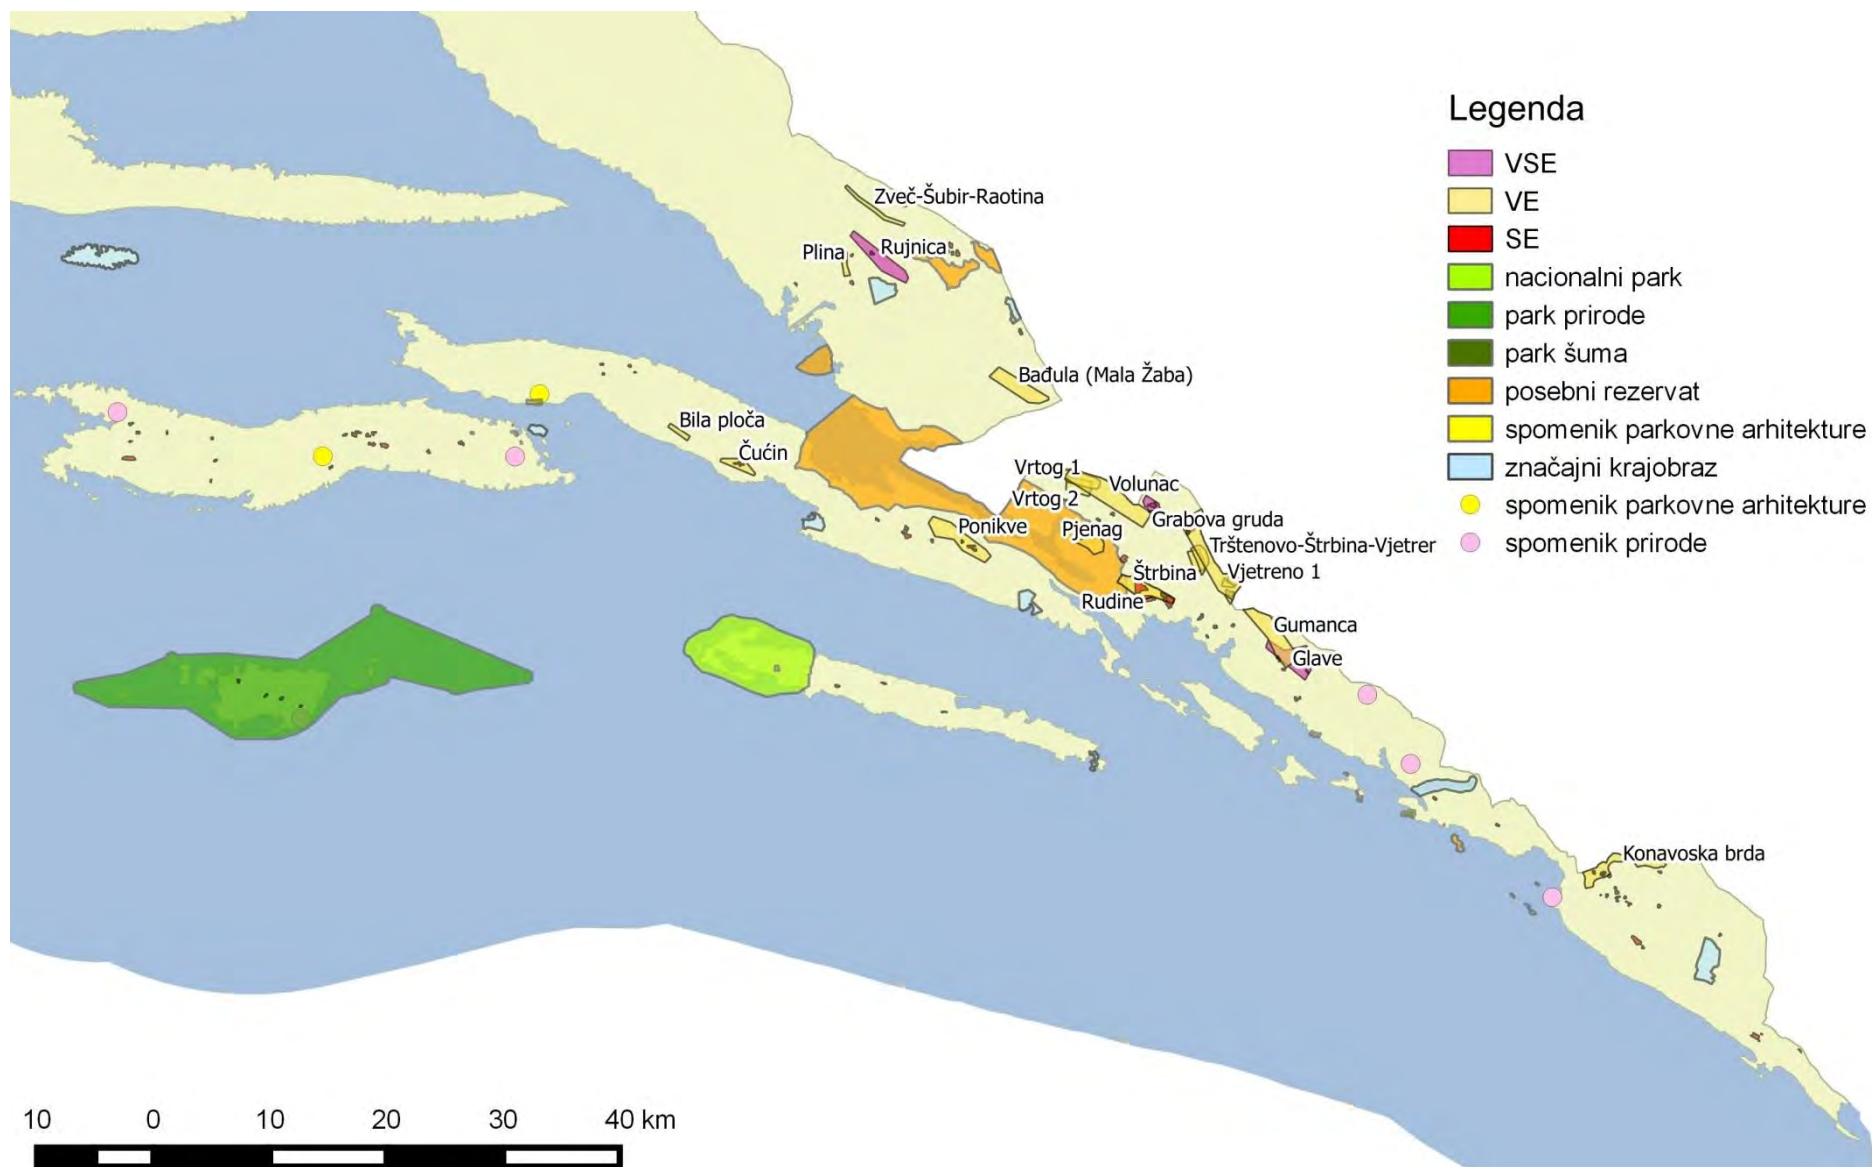 Legenda
VSE
VE
SE
nacionalni park
park prirode
park šuma
posebni rezervat
spomenik parkovne arhitekture
značajni krajobraz
spomenik parkovne arhitekture
spomenik prirode
Zveč-Šubir-Raotina
Plina
Rujnica
Bađula (Mala Žaba)
Bila ploča
Čućin
Vrtog 1
Volunac
Vrtog 2
Grabova gruda
Ponikve
Pjenag
Trštenovo-Štrbina-Vjetrer
Štrbina
Vjetreno 1
Rudine
Gumanca
Glave
Konavoska brda
10 0 10 20 30 40 km